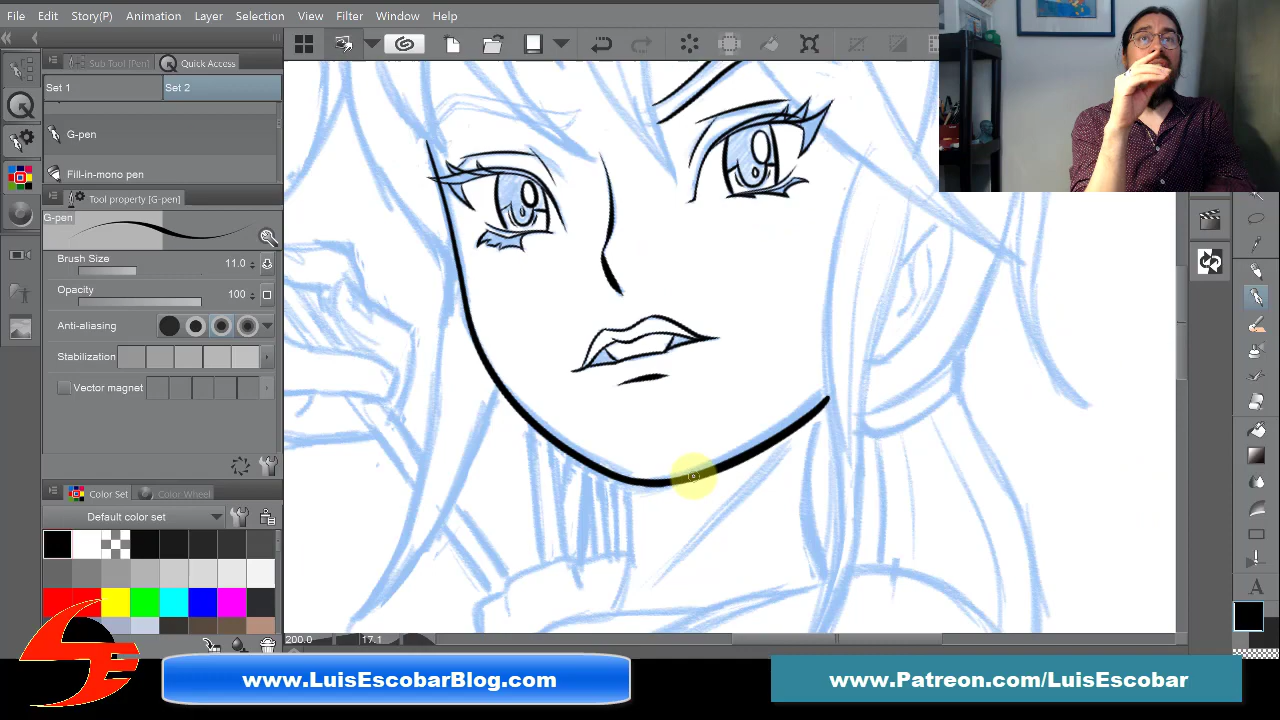 File Edit Story(P) Animation Layer Selection View Filter Window Help
Sub Tool [Pen] Quick Access
Set 1 Set 2
G-pen
Fill-in-mono pen
Tool property [G-pen]
G-pen
Brush Size 11.0
Opacity 100
Anti-aliasing
Stabilization
Vector magnet
Color Set Color Wheel
Default color set
200.0 17.1
www.LuisEscobarBlog.com
www.Patreon.com/LuisEscobar